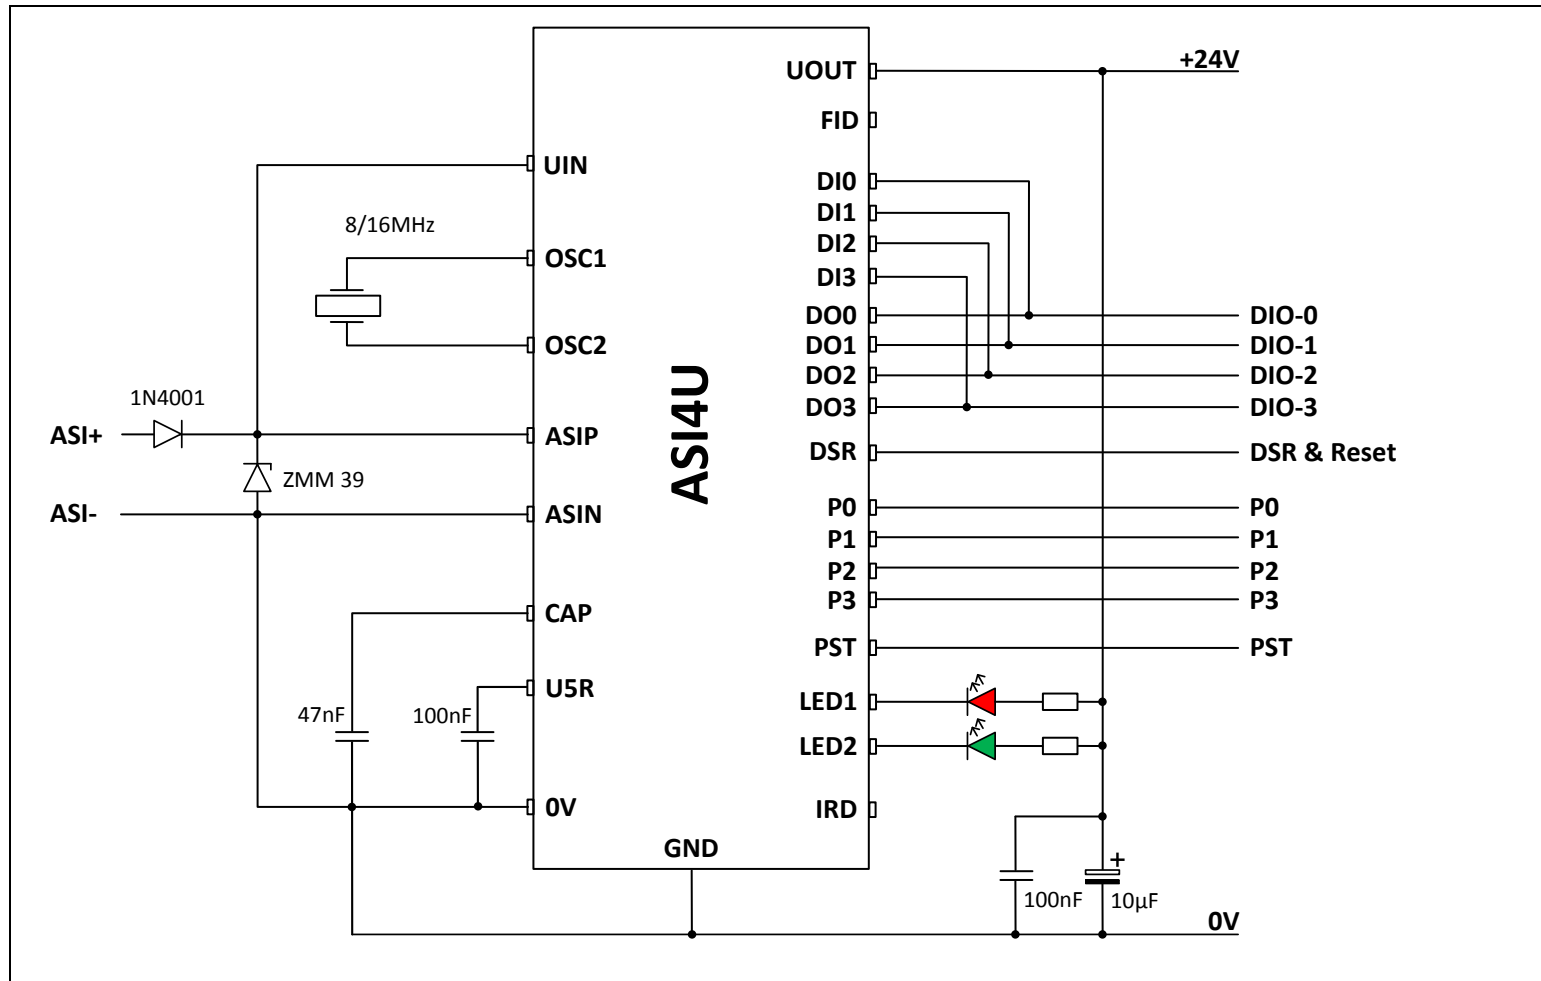 UOUT
+24V
FID
UIN
DI0
8/16MHz
DI1
DI2
OSC1
DI3
DO0
DIO-0
OSC2
DO1
DIO-1
DO2
DIO-2
1N4001
DO3
DIO-3
ASI+
ASIP
ASI4U
DSR
DSR & Reset
ZMM 39
ASI-
ASIN
P0
P0
P1
P1
P2
P2
P3
P3
CAP
PST
PST
U5R
LED1
47nF
100nF
LED2
0V
IRD
GND
+
100nF
10µF
0V